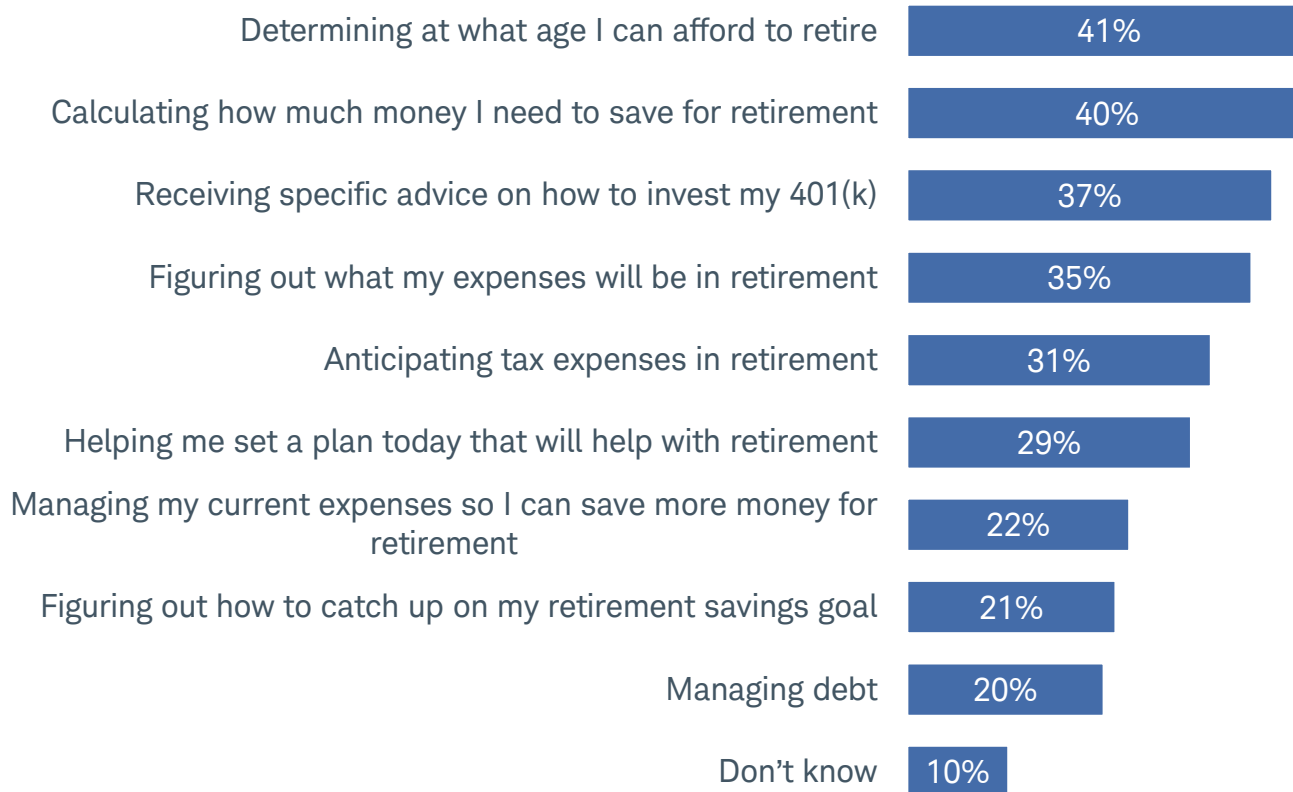 Determining at what age I can afford to retire 41%
Calculating how much money I need to save for retirement 40%
Receiving specific advice on how to invest my 401(k) 37%
Figuring out what my expenses will be in retirement 35%
Anticipating tax expenses in retirement 31%
Helping me set a plan today that will help with retirement 29%
Managing my current expenses so I can save more money for
retirement 22%
Figuring out how to catch up on my retirement savings goal 21%
Managing debt 20%
Don’t know 10%